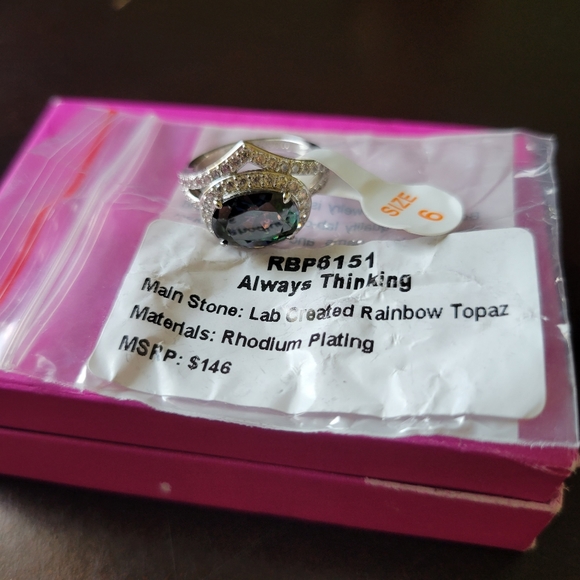 SIZE
6
RBP6151
Always Thinking
Main Stone: Lab Created Rainbow Topaz
Materials: Rhodium Plating
MSRP: $146